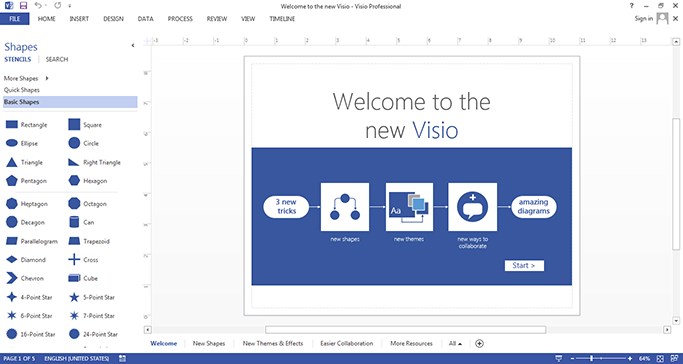 Welcome to the new Visio - Visio Professional
Sign in
FILE HOME INSERT DESIGN DATA PROCESS REVIEW VIEW TIMELINE
Shapes
STENCILS SEARCH
More Shapes
Quick Shapes
Basic Shapes
Rectangle Square
Ellipse Circle
Triangle Right Triangle
Pentagon Hexagon
Heptagon Octagon
Decagon Can
Parallelogram Trapezoid
Diamond Cross
Chevron Cube
4-Point Star 5-Point Star
6-Point Star 7-Point Star
16-Point Star 24-Point Star
Welcome to the
new Visio
3 new
tricks
Aa
amazing
diagrams
new shapes
new themes
new ways to
collaborate
Start >
Welcome New Shapes New Themes & Effects Easier Collaboration More Resources All
PAGE 1 OF 5 ENGLISH (UNITED STATES) 64%